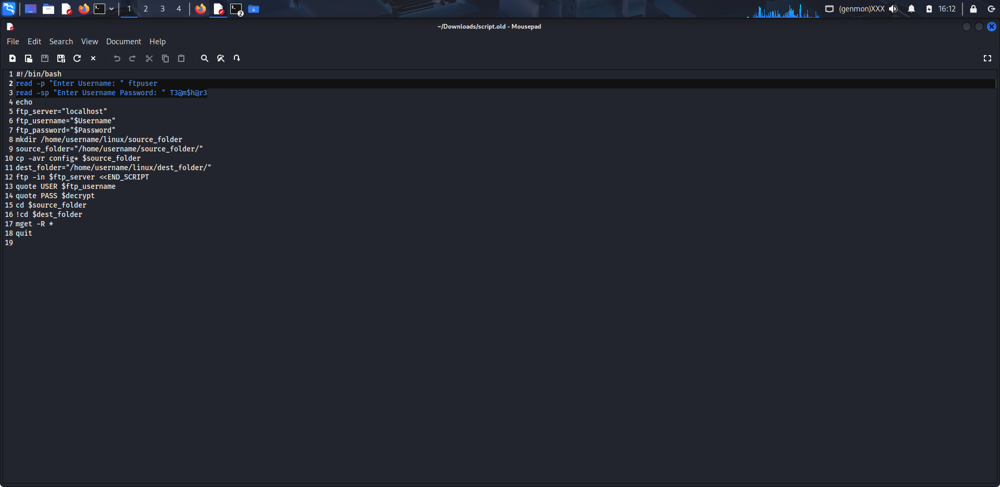 1 2 3 4 2 (genmon)XXX 16:12
~/Downloads/script.old - Mousepad
File Edit Search View Document Help
1 #!/bin/bash
2 read -p "Enter Username: " ftpuser
3 read -sp "Enter Username Password: " T3@m$h@r3
4 echo
5 ftp_server="localhost"
6 ftp_username="$Username"
7 ftp_password="$Password"
8 mkdir /home/username/linux/source_folder
9 source_folder="/home/username/source_folder/"
10 cp -avr config* $source_folder
11 dest_folder="/home/username/linux/dest_folder/"
12 ftp -in $ftp_server <<END_SCRIPT
13 quote USER $ftp_username
14 quote PASS $decrypt
15 cd $source_folder
16 !cd $dest_folder
17 mget -R *
18 quit
19